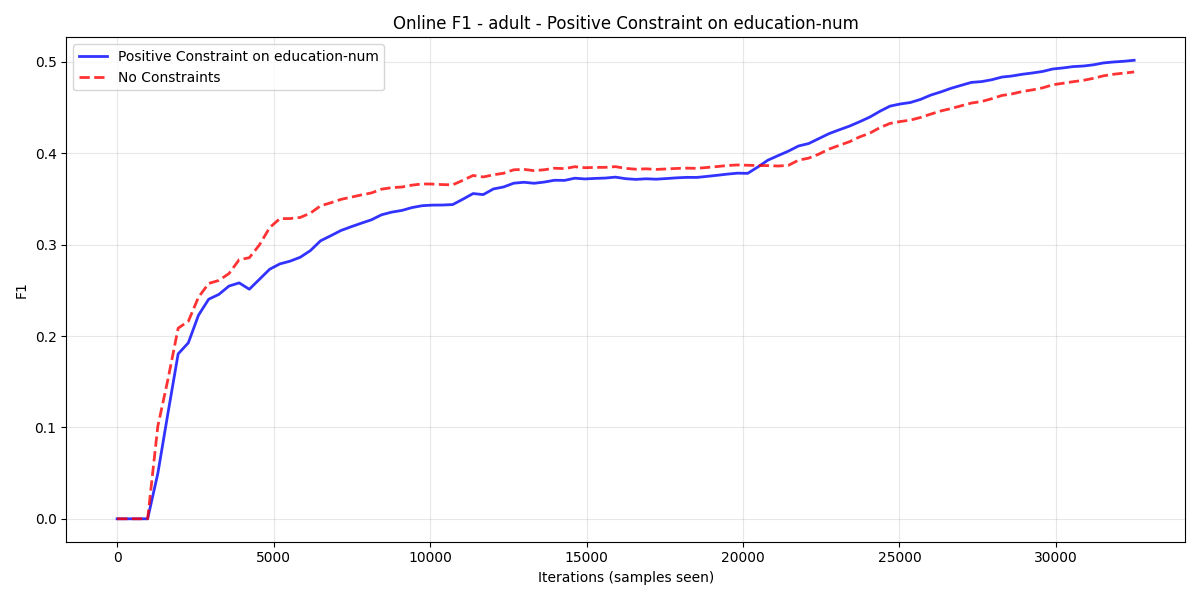 Online F1 - adult - Positive Constraint on education-num
Positive Constraint on education-num
No Constraints
F1
0.5
0.4
0.3
0.2
0.1
0.0
0 5000 10000 15000 20000 25000 30000
Iterations (samples seen)